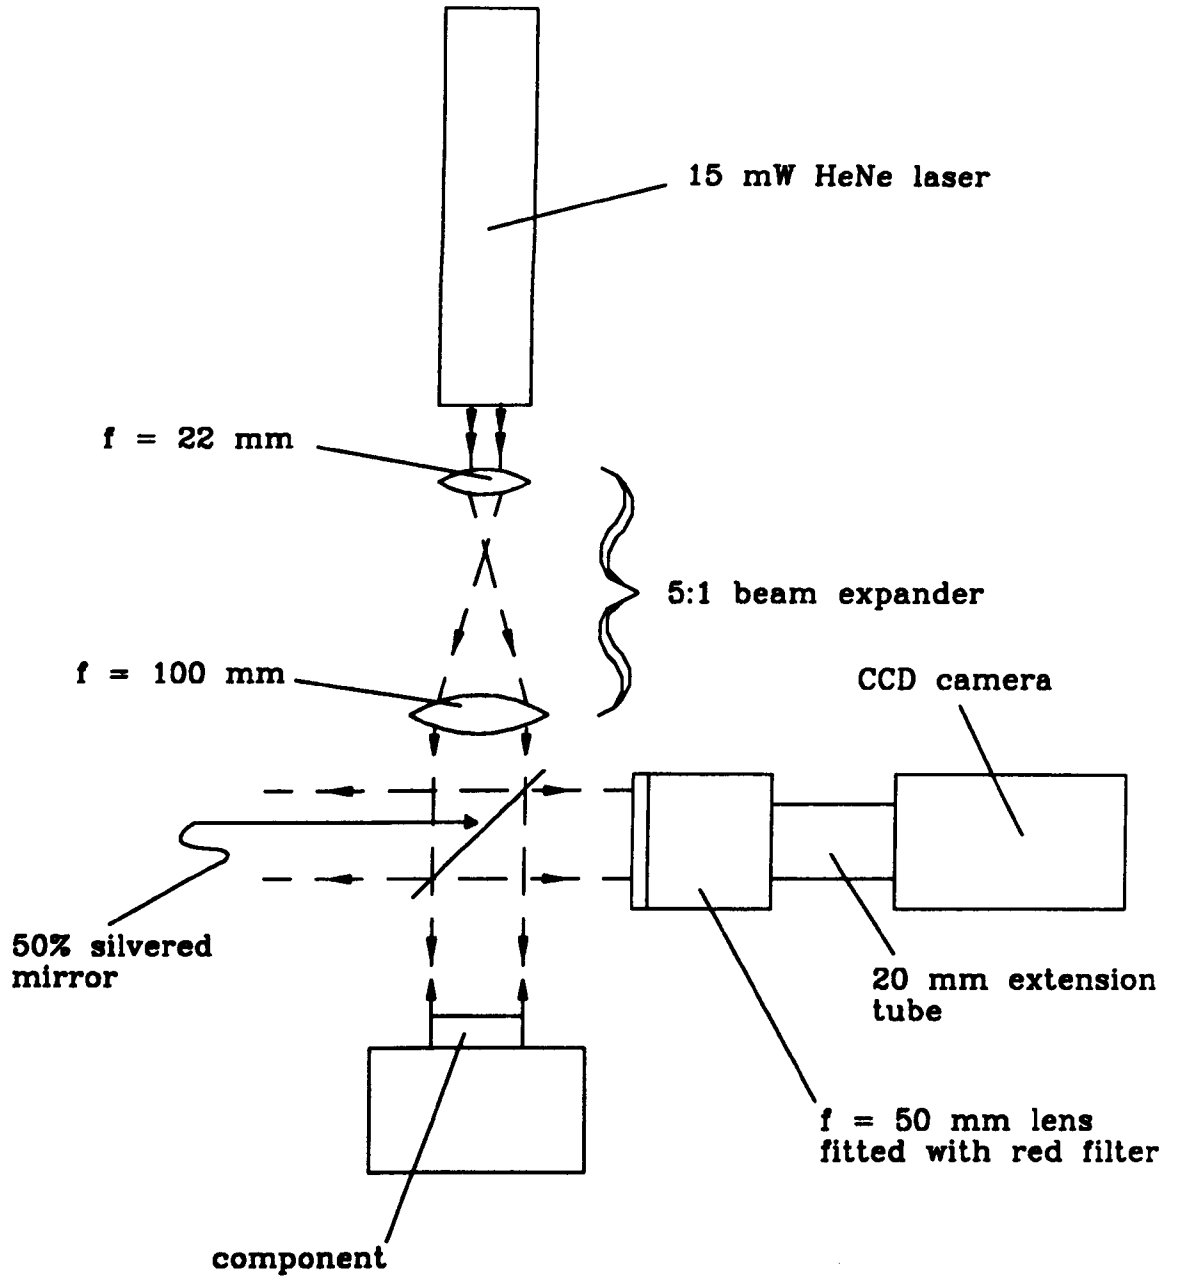 15 mW HeNe laser
f = 22 mm
5:1 beam expander
f = 100 mm
CCD camera
50% silvered
mirror
20 mm extension
tube
f = 50 mm lens
fitted with red filter
component